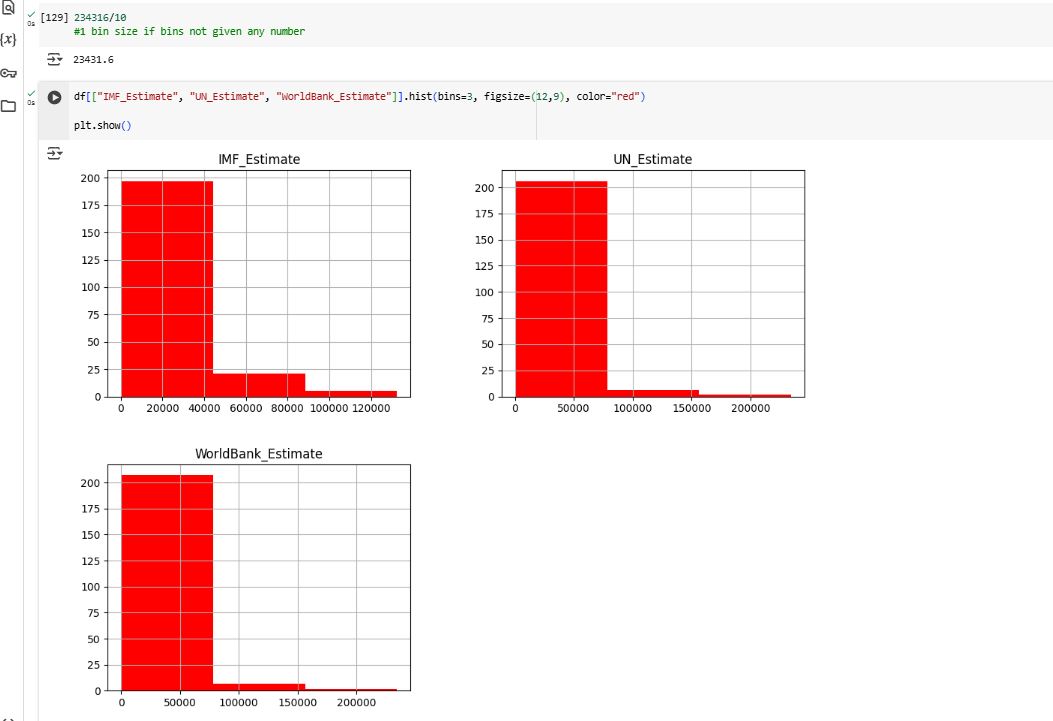 [129] 234316/10
0s
#1 bin size if bins not given any number
{x}
23431.6
0s
df[["IMF_Estimate", "UN_Estimate", "WorldBank_Estimate"]].hist(bins=3, figsize=(12,9), color="red")
plt.show()
IMF_Estimate
200
175
150
125
100
75
50
25
0
0 20000 40000 60000 80000 100000 120000
UN_Estimate
200
175
150
125
100
75
50
25
0
0 50000 100000 150000 200000
WorldBank_Estimate
200
175
150
125
100
75
50
25
0
0 50000 100000 150000 200000